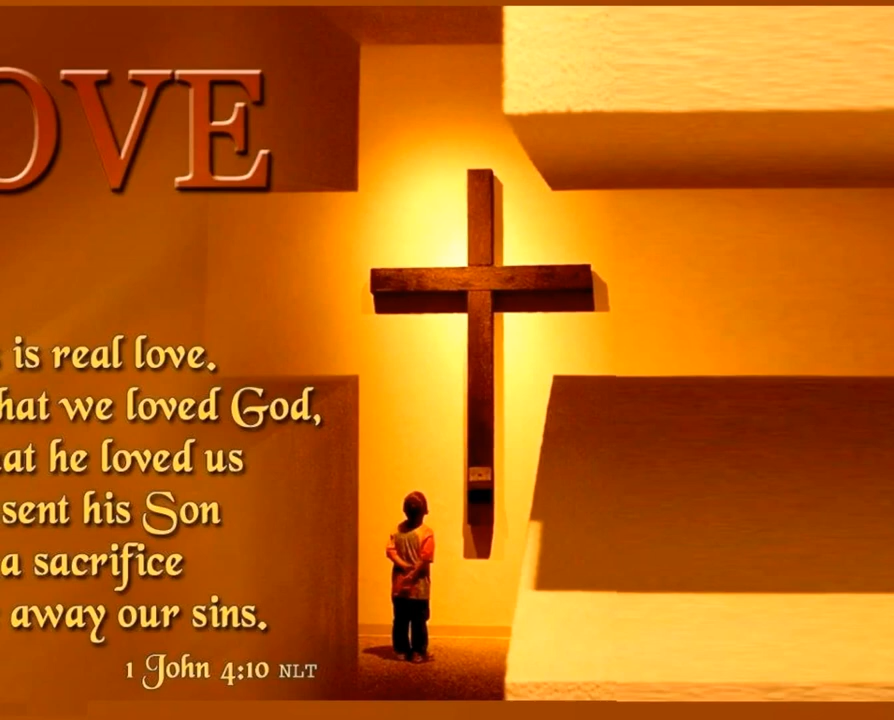 OVE
is real love.
hat we loved God,
at he loved us
sent his Son
a sacrifice
away our sins.
1 John 4:10 NLT